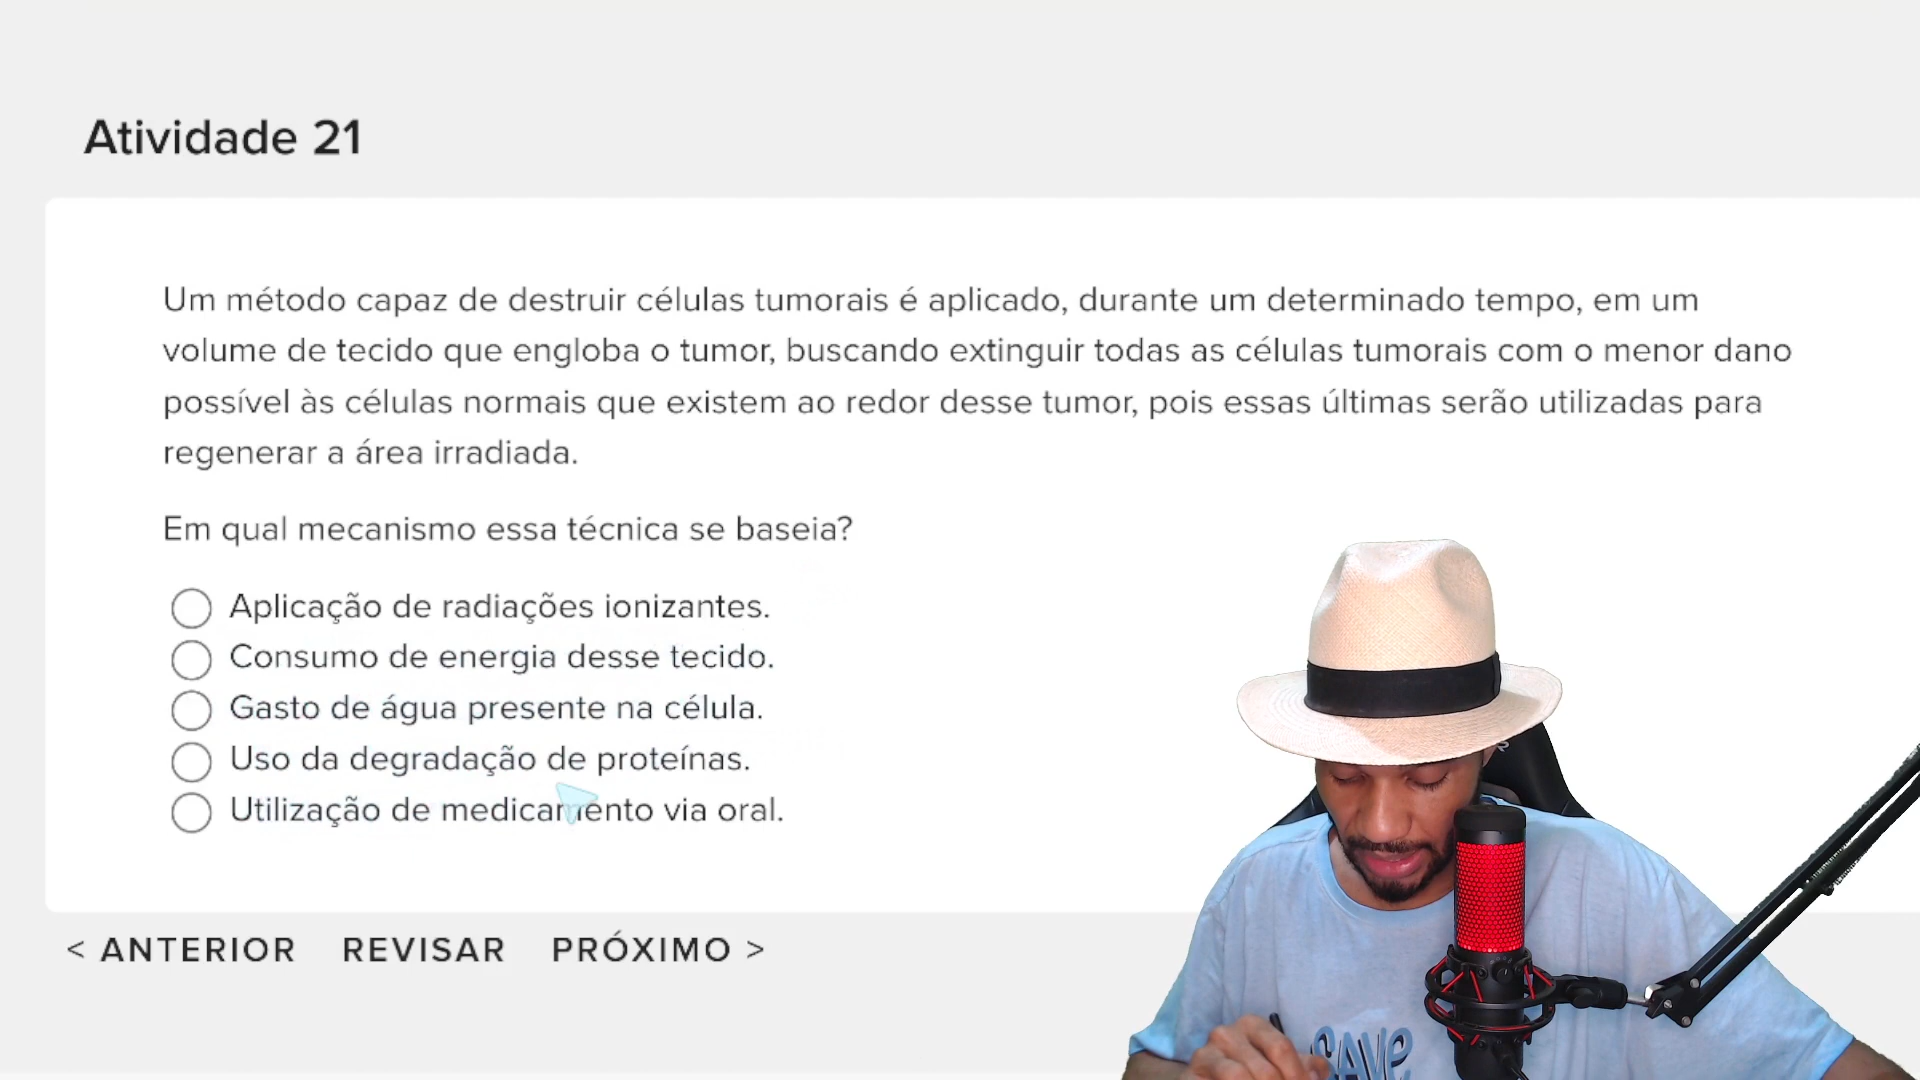 Atividade 21
Um método capaz de destruir células tumorais é aplicado, durante um determinado tempo, em um
volume de tecido que engloba o tumor, buscando extinguir todas as células tumorais com o menor dano
possível às células normais que existem ao redor desse tumor, pois essas últimas serão utilizadas para
regenerar a área irradiada.
Em qual mecanismo essa técnica se baseia?
Aplicação de radiações ionizantes.
Consumo de energia desse tecido.
Gasto de água presente na célula.
Uso da degradação de proteínas.
Utilização de medicamento via oral.
< ANTERIOR REVISAR PRÓXIMO >
SAVE